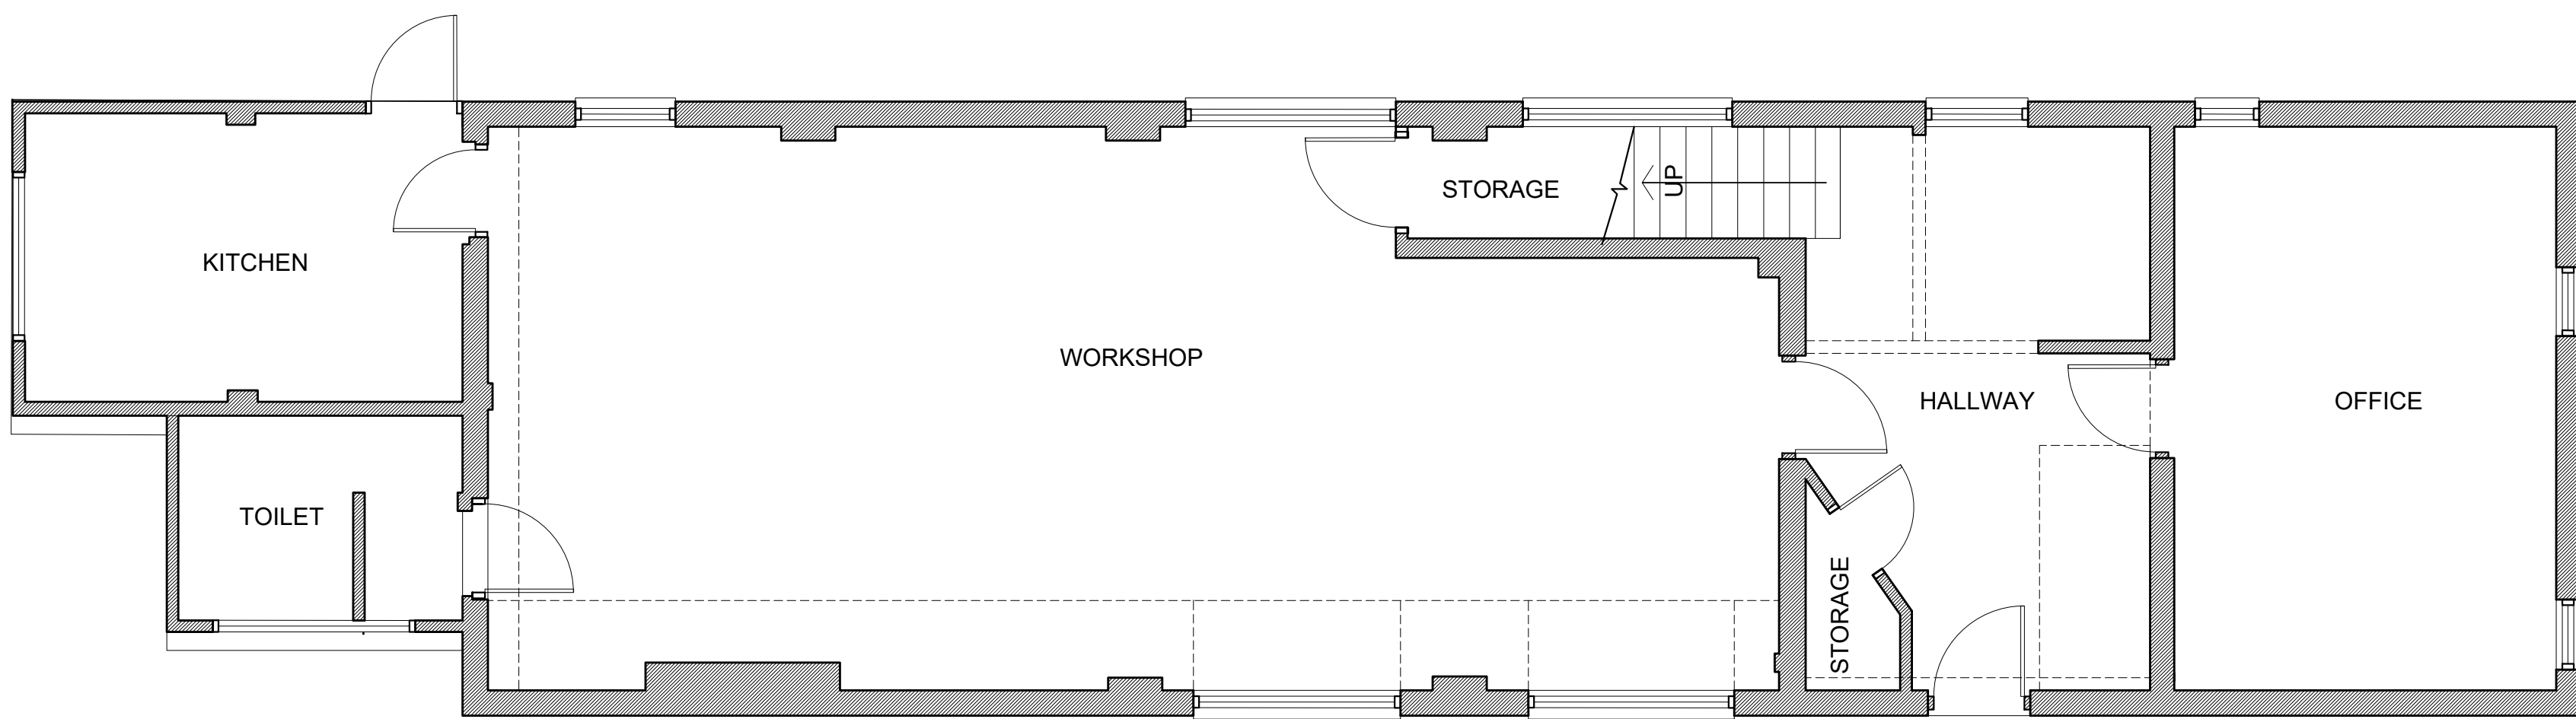 UP
STORAGE
KITCHEN
WORKSHOP
HALLWAY
OFFICE
TOILET
STORAGE